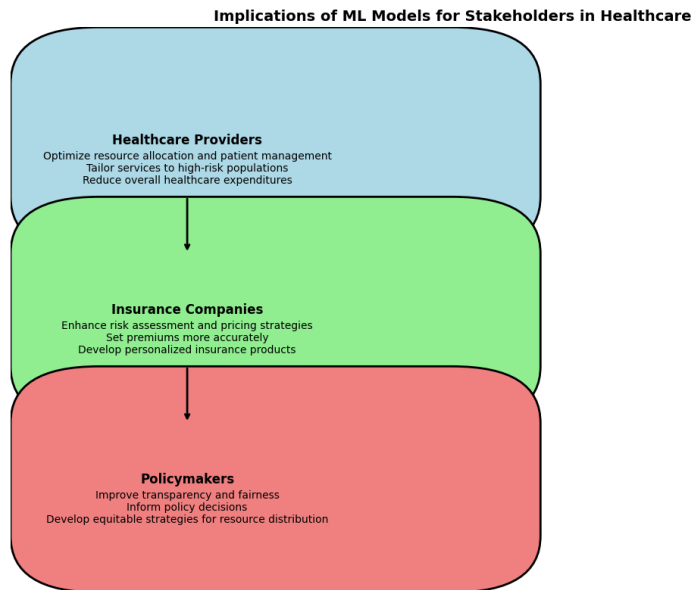 Implications of ML Models for Stakeholders in Healthcare
Healthcare Providers
Optimize resource allocation and patient management
Tailor services to high-risk populations
Reduce overall healthcare expenditures
Insurance Companies
Enhance risk assessment and pricing strategies
Set premiums more accurately
Develop personalized insurance products
Policymakers
Improve transparency and fairness
Inform policy decisions
Develop equitable strategies for resource distribution